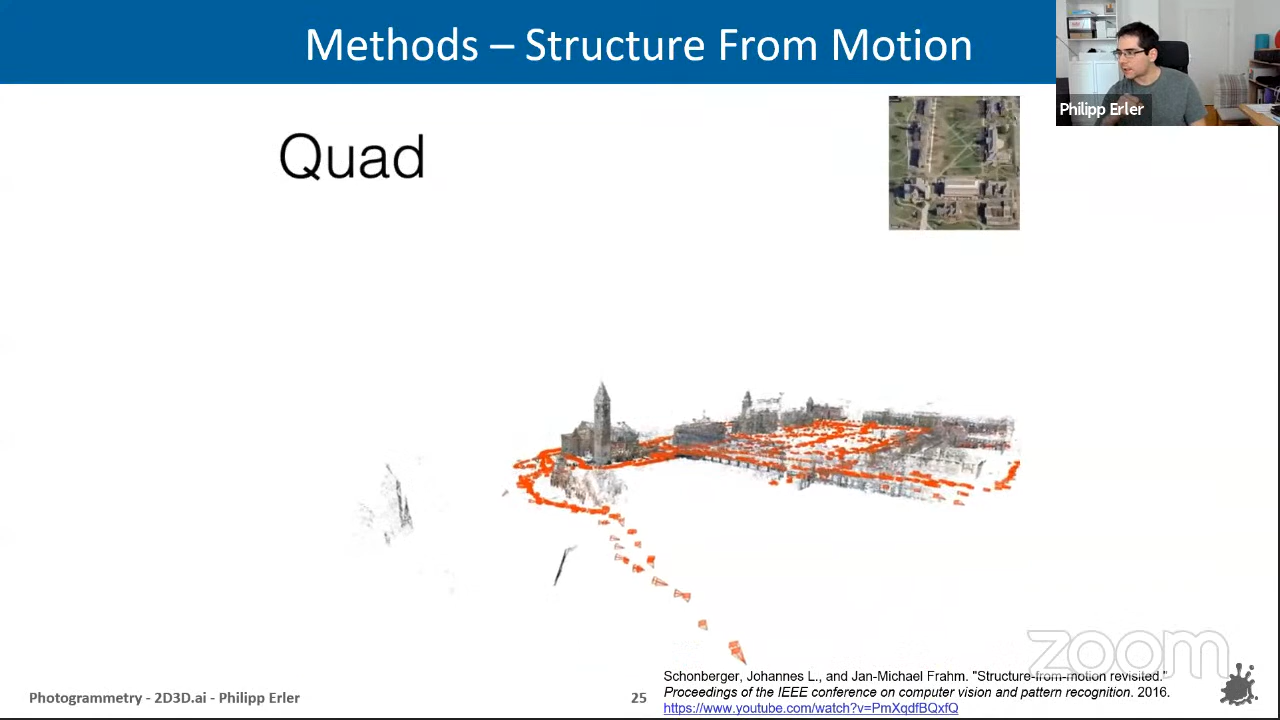 Methods – Structure From Motion
Philipp Erler
Quad
zoom
Schonberger, Johannes L., and Jan-Michael Frahm. "Structure-from-motion revisited."
Proceedings of the IEEE conference on computer vision and pattern recognition. 2016.
https://www.youtube.com/watch?v=PmXqdfBQxfQ
Photogrammetry - 2D3D.ai - Philipp Erler
25